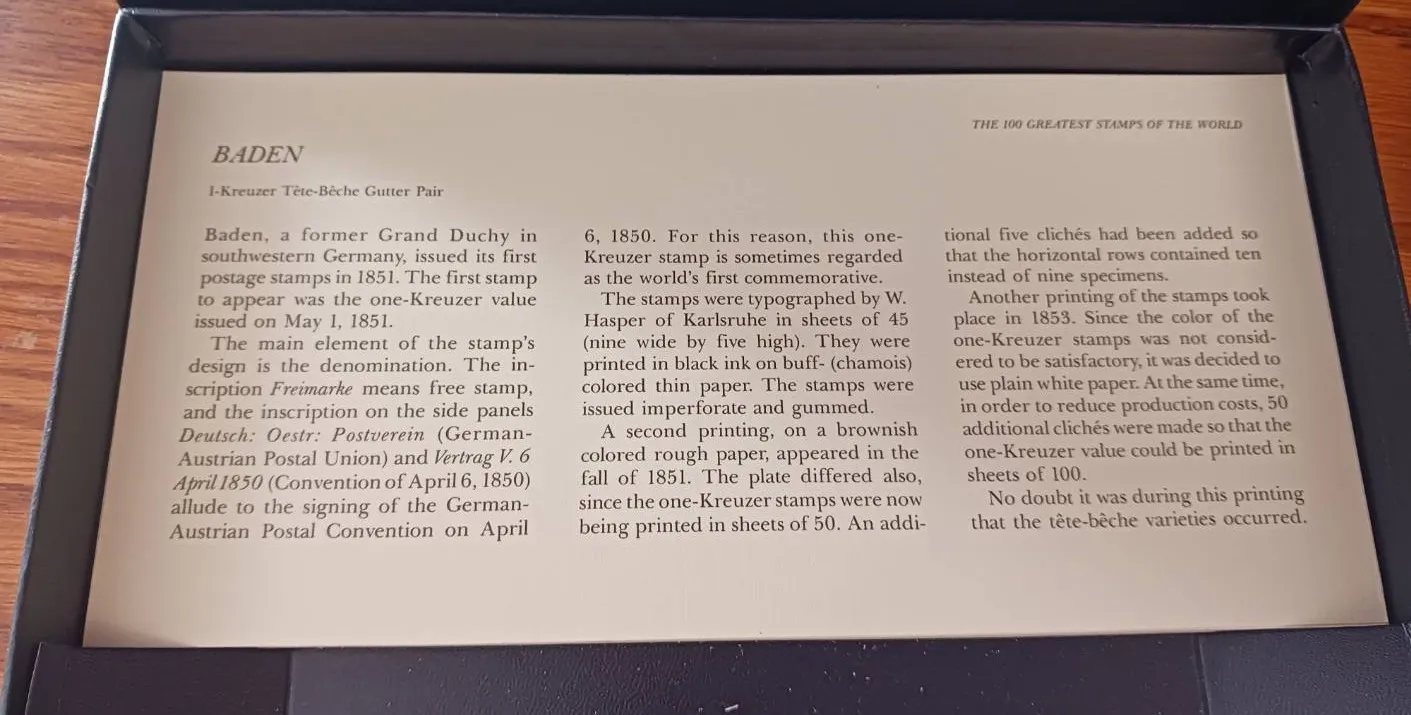 THE 100 GREATEST STAMPS OF THE WORLD
BADEN
1-Kreuzer Tête-Bêche Gutter Pair
Baden, a former Grand Duchy in
southwestern Germany, issued its first
postage stamps in 1851. The first stamp
to appear was the one-Kreuzer value
issued on May 1, 1851.
The main element of the stamp's
design is the denomination. The in-
scription Freimarke means free stamp,
and the inscription on the side panels
Deutsch: Oestr: Postverein (German-
Austrian Postal Union) and Vertrag V. 6
April 1850 (Convention of April 6, 1850)
allude to the signing of the German-
Austrian Postal Convention on April
6, 1850. For this reason, this one-
Kreuzer stamp is sometimes regarded
as the world's first commemorative.
The stamps were typographed by W.
Hasper of Karlsruhe in sheets of 45
(nine wide by five high). They were
printed in black ink on buff- (chamois)
colored thin paper. The stamps were
issued imperforate and gummed.
A second printing, on a brownish
colored rough paper, appeared in the
fall of 1851. The plate differed also,
since the one-Kreuzer stamps were now
being printed in sheets of 50. An addi-
tional five clichés had been added so
that the horizontal rows contained ten
instead of nine specimens.
Another printing of the stamps took
place in 1853. Since the color of the
one-Kreuzer stamps was not consid-
ered to be satisfactory, it was decided to
use plain white paper. At the same time,
in order to reduce production costs, 50
additional clichés were made so that the
one-Kreuzer value could be printed in
sheets of 100.
No doubt it was during this printing
that the tête-bêche varieties occurred.